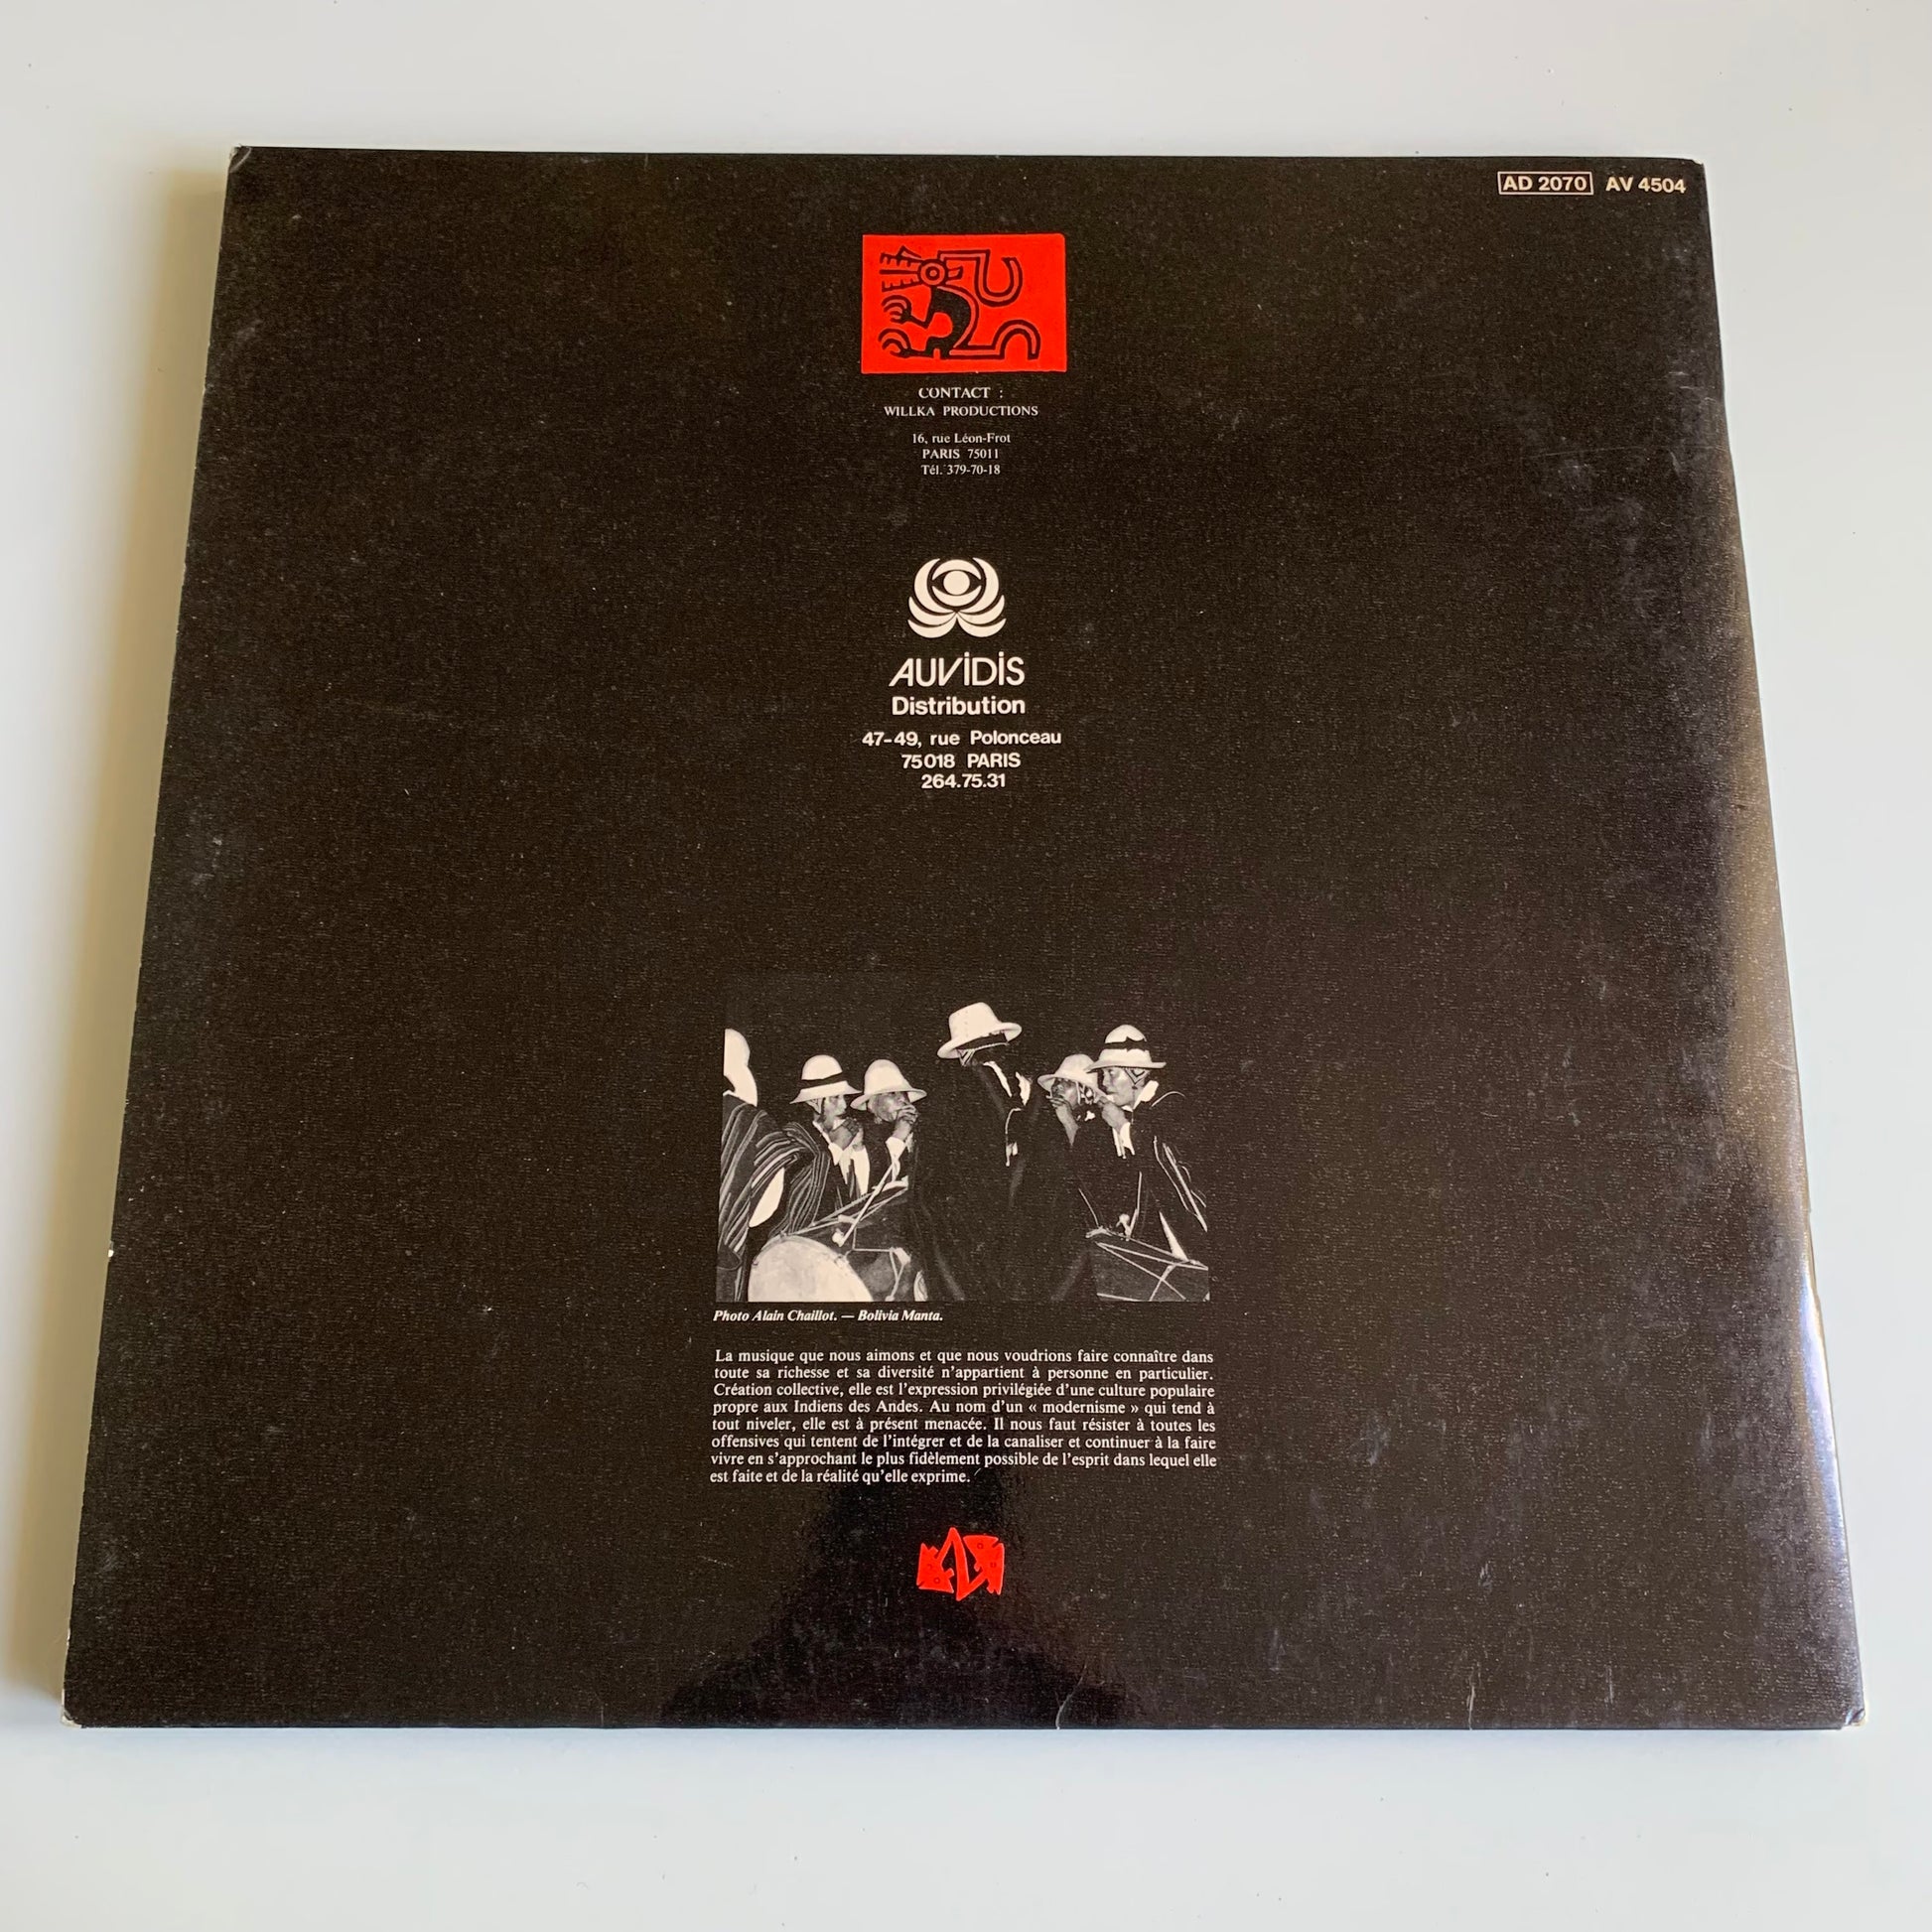 AD 2070 AV 4504
CONTACT :
WILLKA PRODUCTIONS
16, rue Léon-Frot
PARIS 75011
Tél. 379-70-18
AUViDiS
Distribution
47-49, rue Polonceau
75018 PARIS
264.75.31
Photo Alain Chaillot. — Bolivia Manta.
La musique que nous aimons et que nous voudrions faire connaître dans
toute sa richesse et sa diversité n’appartient à personne en particulier.
Création collective, elle est l’expression privilégiée d’une culture populaire
propre aux Indiens des Andes. Au nom d’un « modernisme » qui tend à
tout niveler, elle est à présent menacée. Il nous faut résister à toutes les
offensives qui tentent de l’intégrer et de la canaliser et continuer à la faire
vivre en s’approchant le plus fidèlement possible de l’esprit dans lequel elle
est faite et de la réalité qu’elle exprime.